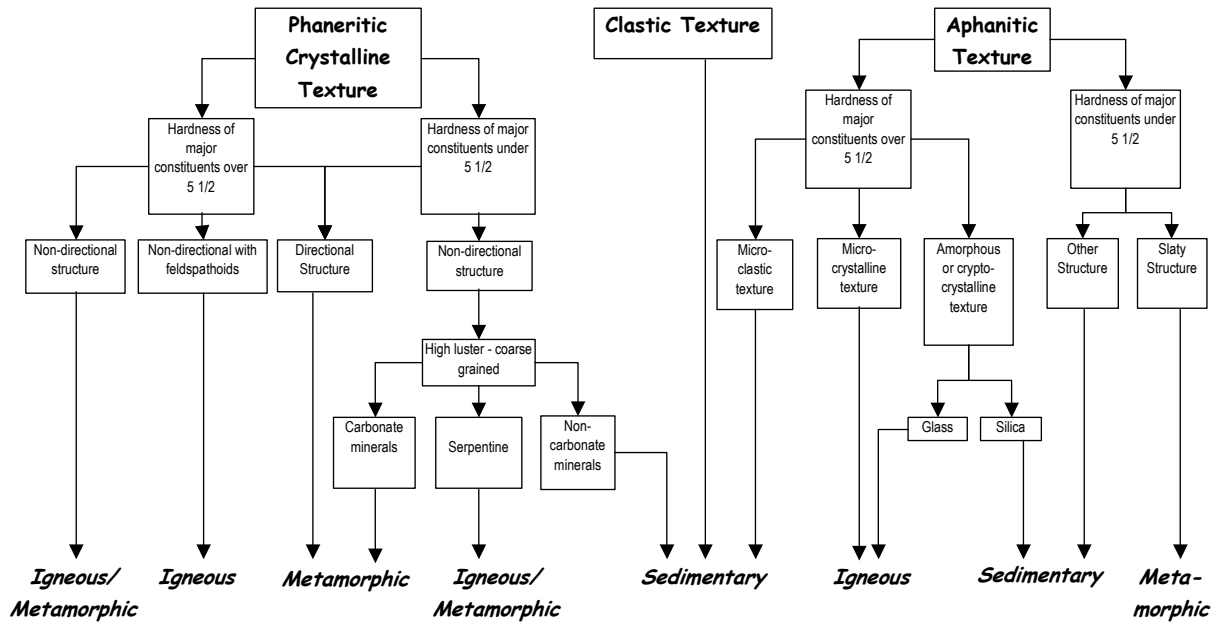 Phaneritic
Crystalline
Texture
Clastic Texture
Aphanitic
Texture
Hardness of
major
constituents over
5 1/2
Hardness of major
constituents under
5 1/2
Hardness of
major
constituents over
5 1/2
Hardness of major
constituents under
5 1/2
Non-directional
structure
Non-directional with
feldspathoids
Directional
Structure
Non-directional
structure
Micro-
clastic
texture
Micro-
crystalline
texture
Amorphous
or crypto-
crystalline
texture
Other
Structure
Slaty
Structure
High luster - coarse
grained
Carbonate
minerals
Serpentine
Non-
carbonate
minerals
Glass
Silica
Igneous/
Metamorphic
Igneous
Metamorphic
Igneous/
Metamorphic
Sedimentary
Igneous
Sedimentary
Meta-
morphic